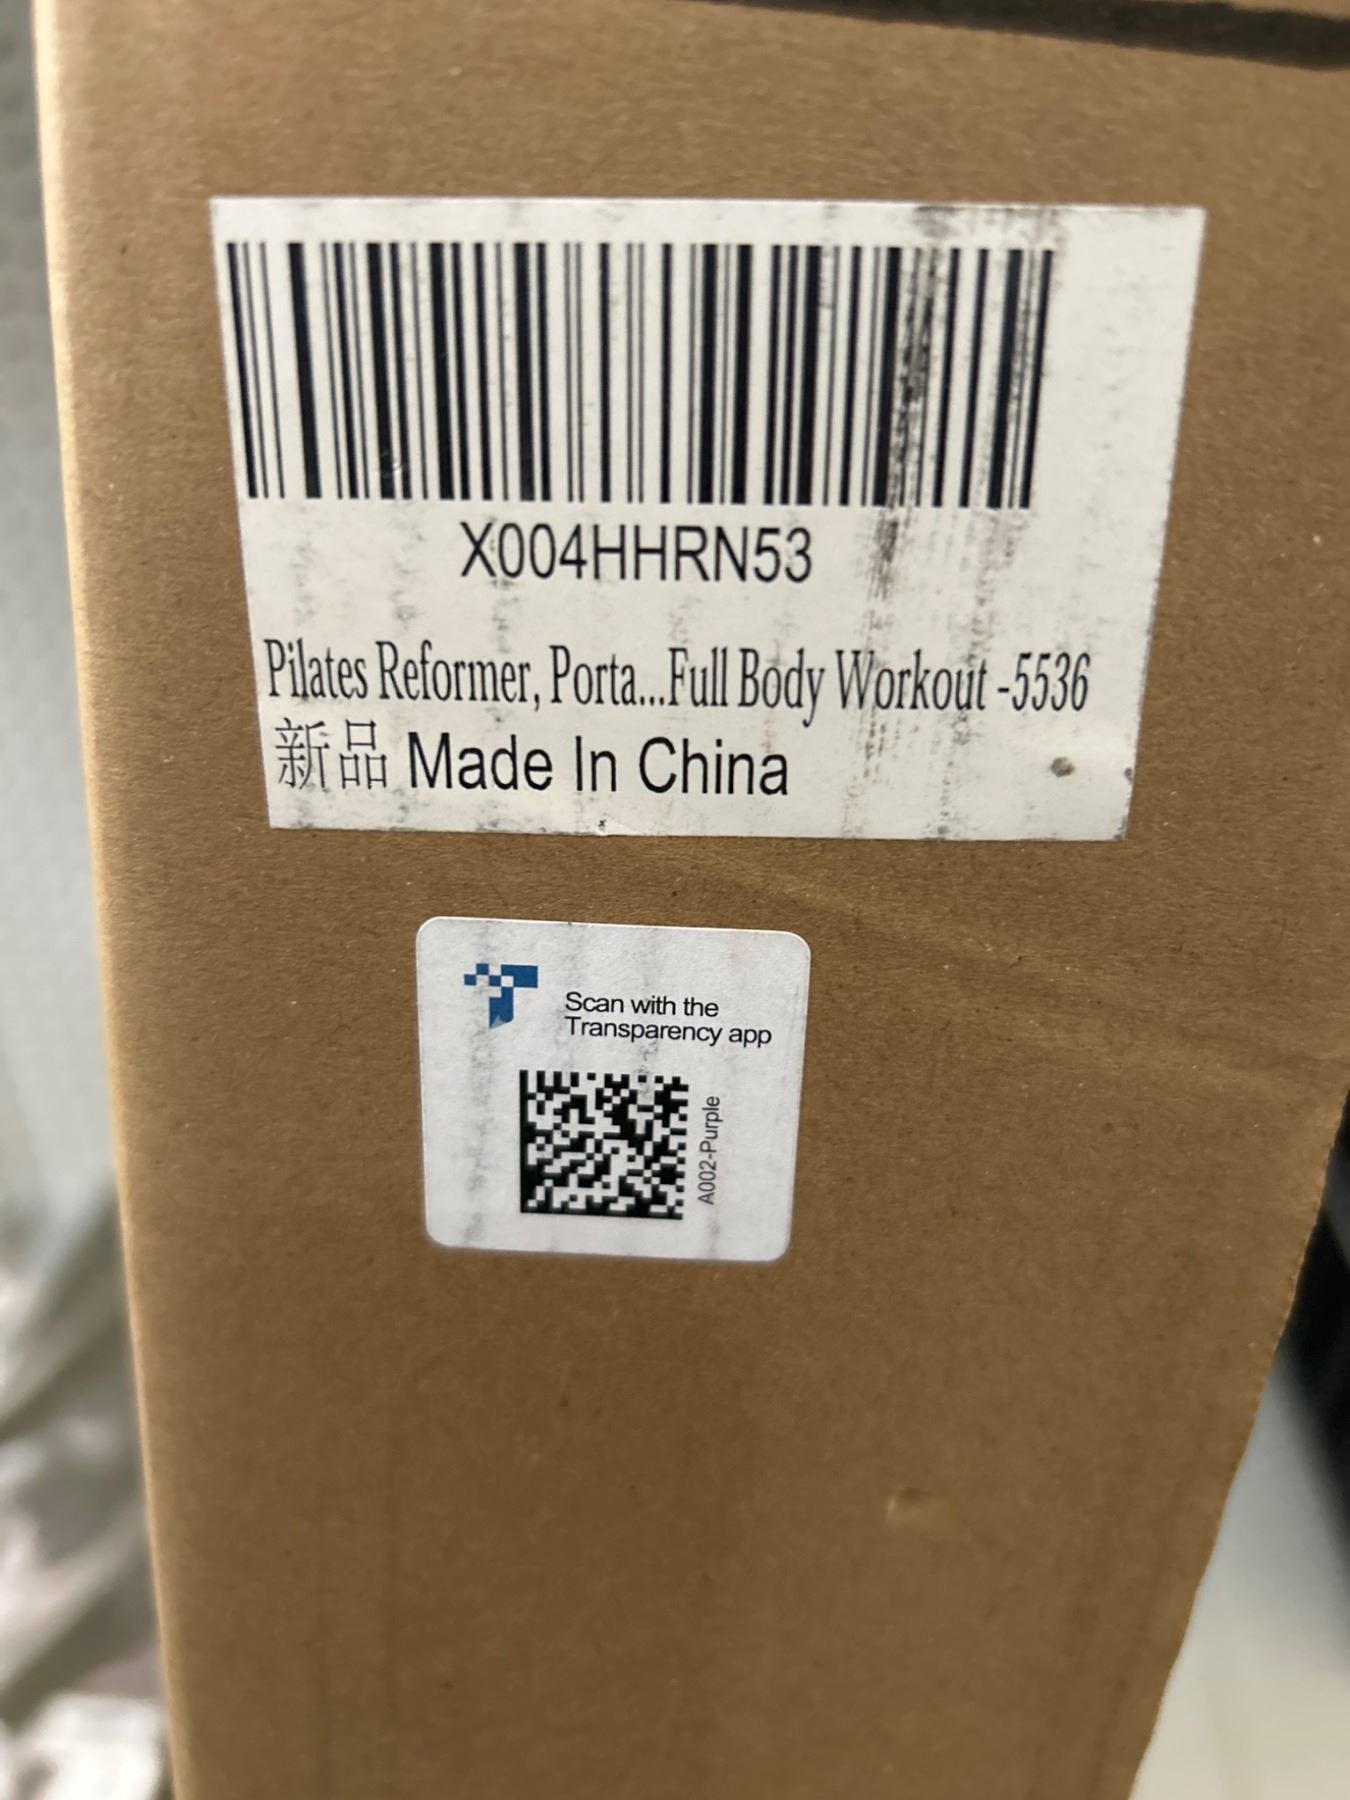 X004HHRN53
Pilates Reformer, Porta...Full Body Workout -5536
新品 Made In China
Scan with the
Transparency app
A002-Purple